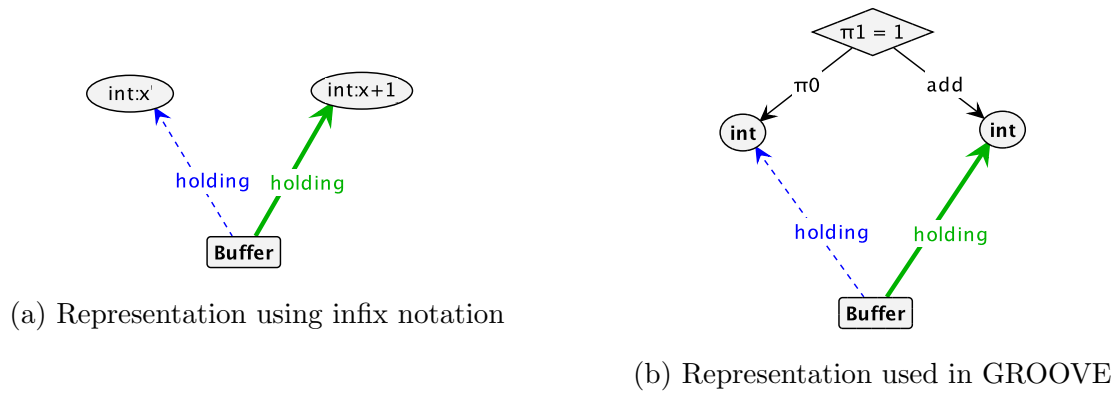 int:x'
int:x+1
holding
holding
Buffer
(a) Representation using infix notation
π1 = 1
π0
add
int
int
holding
holding
Buffer
(b) Representation used in GROOVE